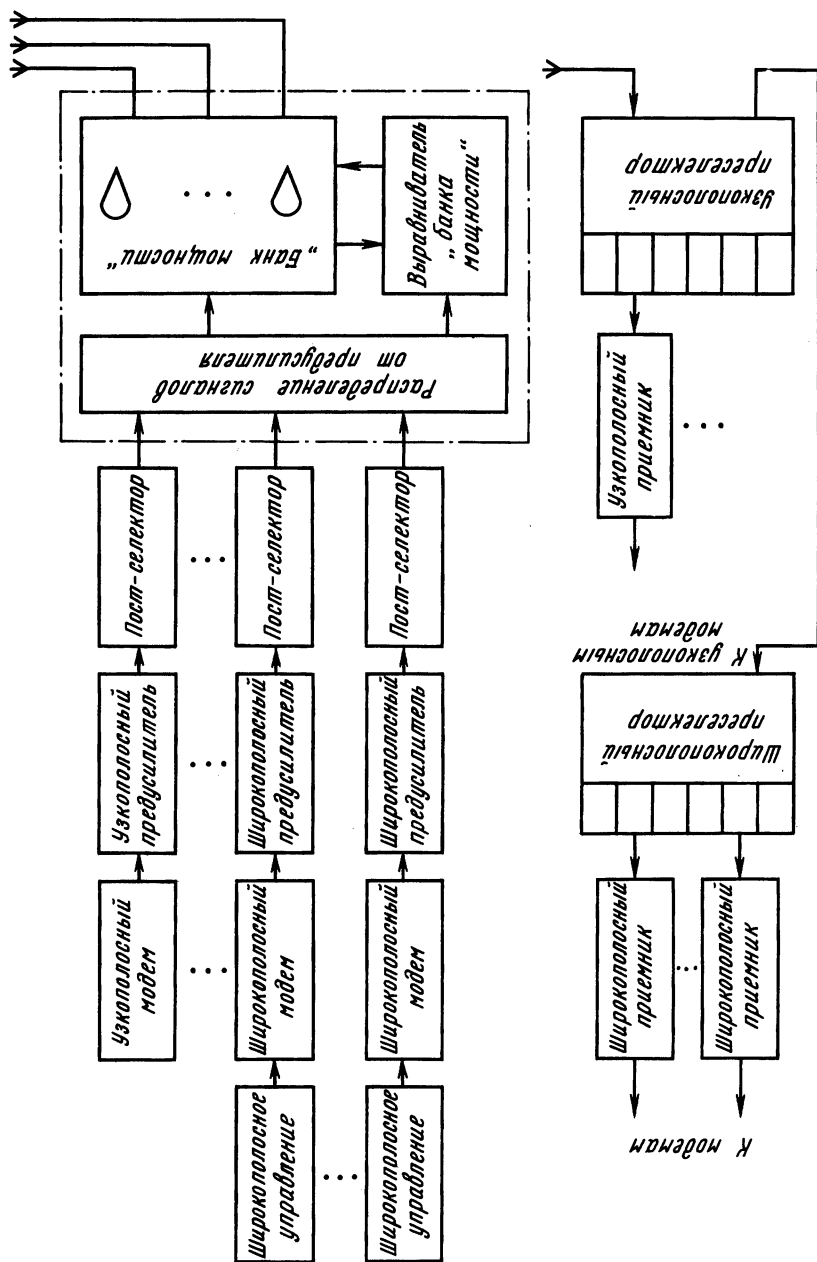 „Банк мощности“
Выравниватель
„банка
мощности“
Распределение сигналов
от предусилителя
Пост-селектор
Пост-селектор
Пост-селектор
Узкополосный
предусилитель
Широкополосный
предусилитель
Широкополосный
предусилитель
Узкополосный
модем
Широкополосный
модем
Широкополосный
модем
Широкополосное
управление
Широкополосное
управление
Узкополосный
преселектор
Узкополосный
приемник
К узкополосным
модемам
Широкополосный
преселектор
Широкополосный
приемник
Широкополосный
приемник
К модемам